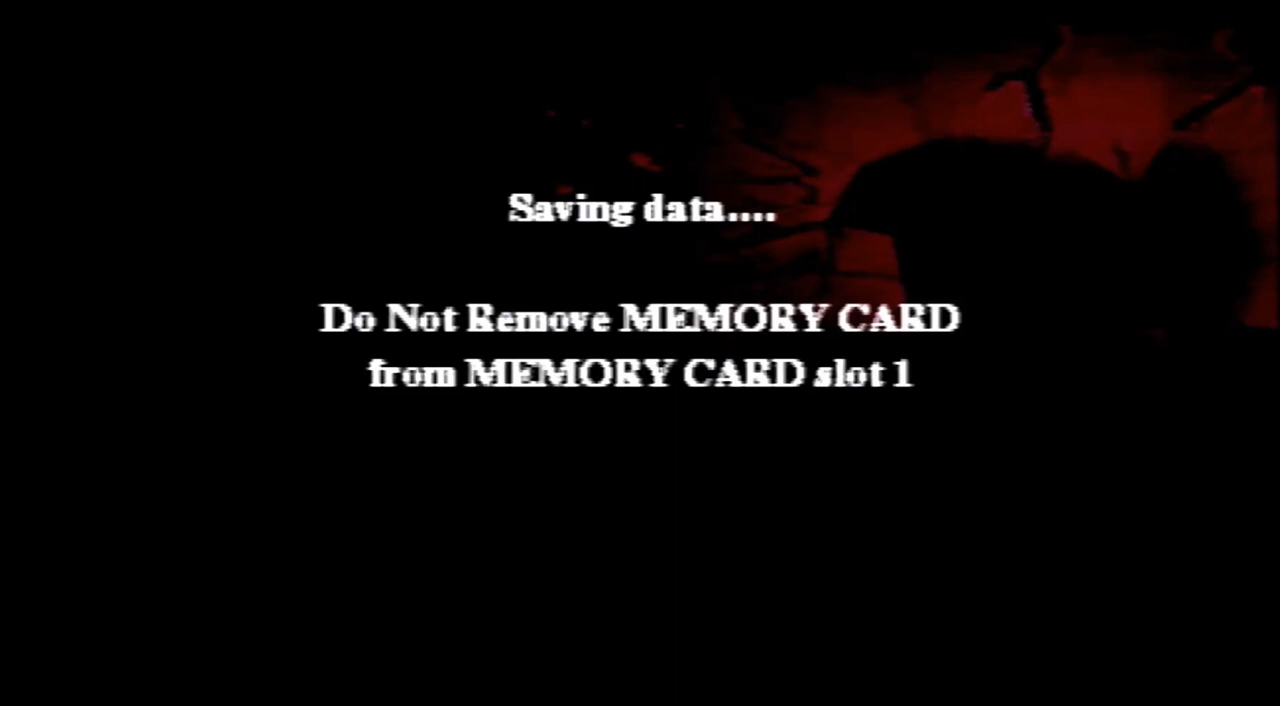 Saving data....
Do Not Remove MEMORY CARD
from MEMORY CARD slot 1